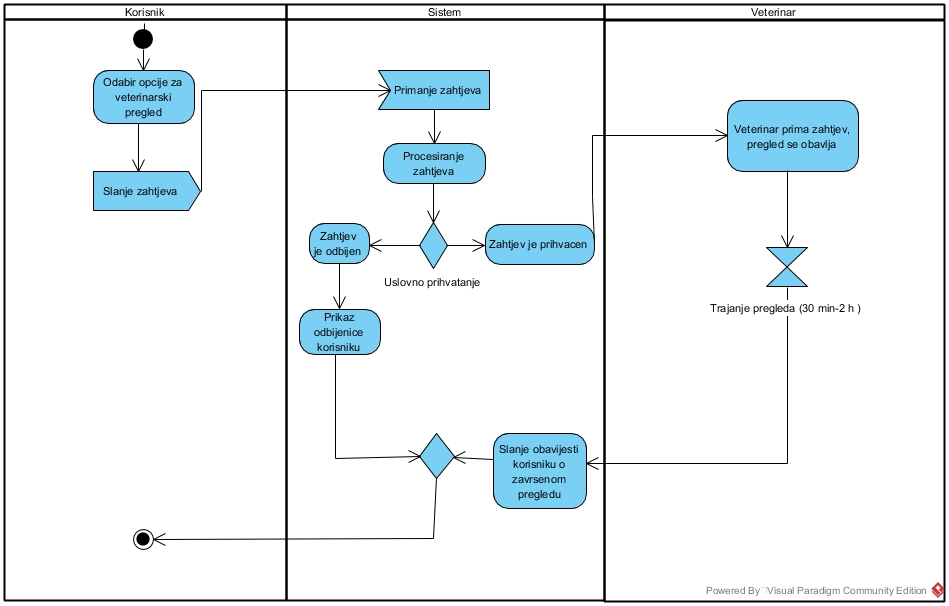 Korisnik
Sistem
Veterinar
Odabir opcije za
veterinarski
pregled
Slanje zahtjeva
Primanje zahtjeva
Procesiranje
zahtjeva
Zahtjev
je odbijen
Zahtjev je prihvacen
Uslovno prihvatanje
Prikaz
odbijenice
korisniku
Veterinar prima zahtjev,
pregled se obavlja
Trajanje pregleda (30 min-2 h )
Slanje obavijesti
korisniku o
zavrsenom
pregledu
Powered By Visual Paradigm Community Edition